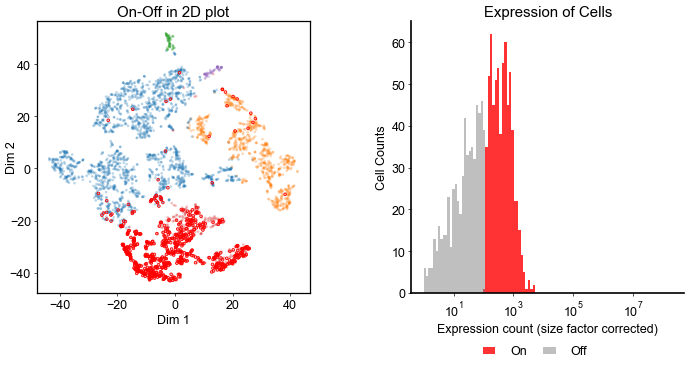 On-Off in 2D plot
Dim 2
40
20
0
−20
−40
−40 −20 0 20 40
Dim 1
Expression of Cells
Cell Counts
60
50
40
30
20
10
0
10^1 10^3 10^5 10^7
Expression count (size factor corrected)
On Off